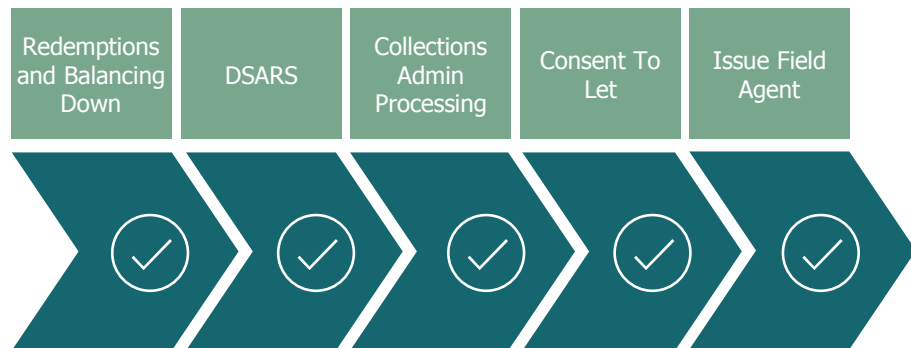 Redemptions
and Balancing
Down
DSARS
Collections
Admin
Processing
Consent To
Let
Issue Field
Agent